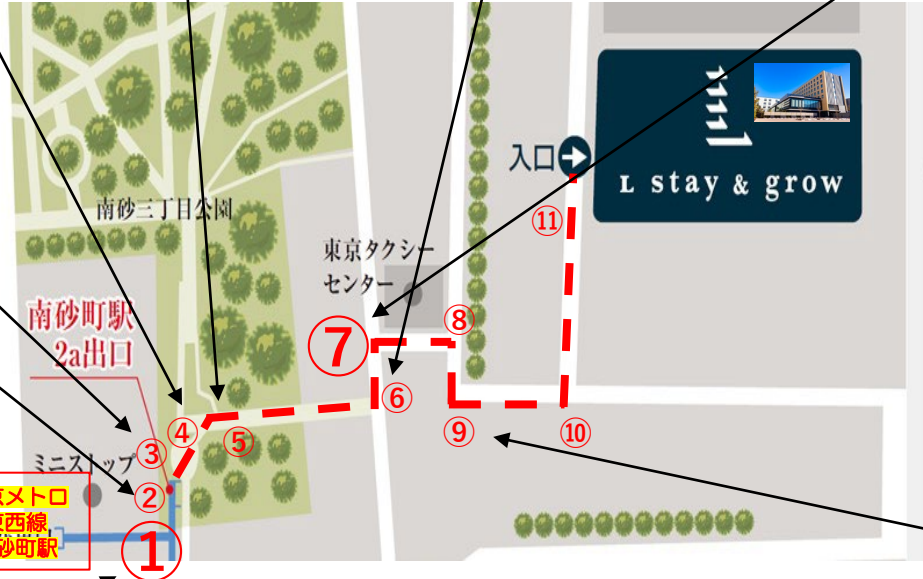 入口
L stay & grow
⑪
南砂三丁目公園
東京タクシー
センター
南砂町駅
2a出口
⑦
⑧
⑥
④
⑤
⑨
⑩
③
ミニストップ
②
メトロ
西線
砂町駅
①